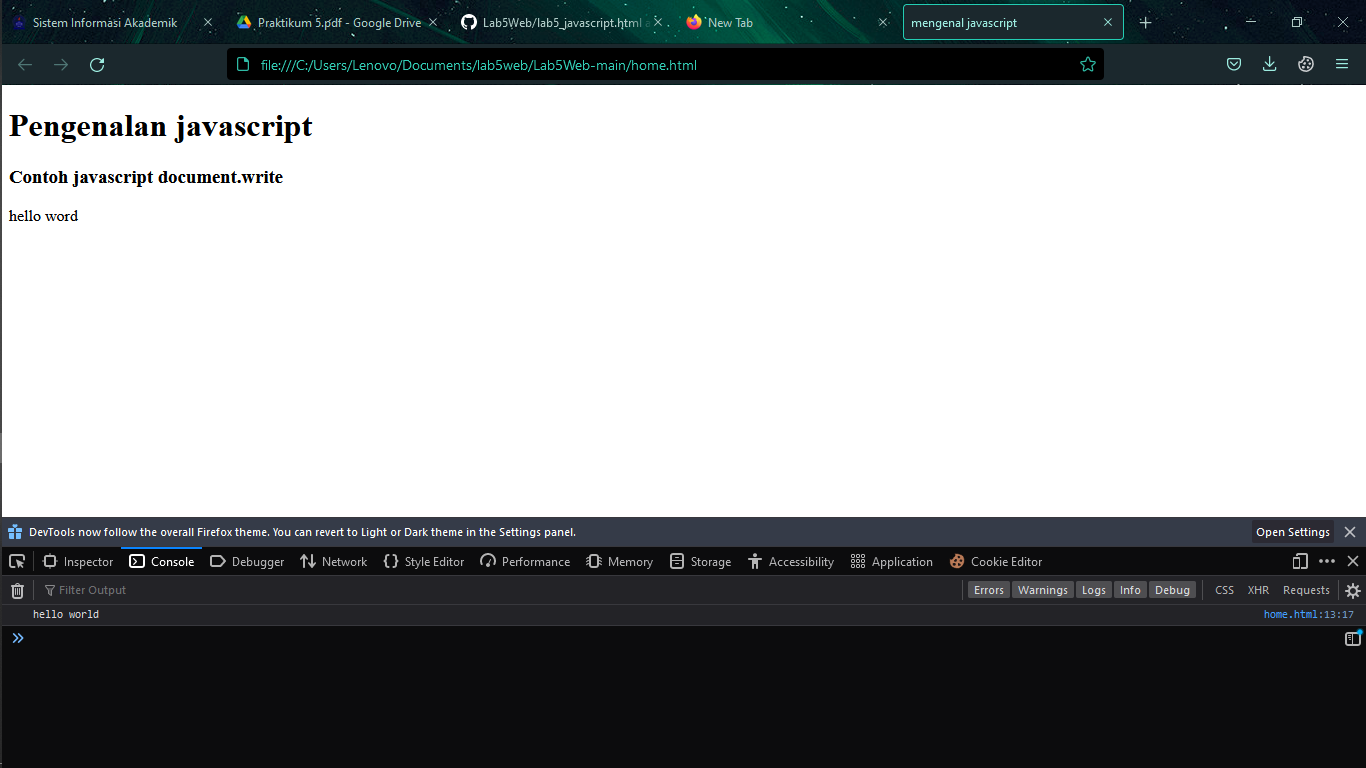 Sistem Informasi Akademik
Praktikum 5.pdf - Google Drive
Lab5Web/lab5_javascript.html a
New Tab
mengenal javascript
file:///C:/Users/Lenovo/Documents/lab5web/Lab5Web-main/home.html
Pengenalan javascript
Contoh javascript document.write
hello word
DevTools now follow the overall Firefox theme. You can revert to Light or Dark theme in the Settings panel.
Open Settings
Inspector Console Debugger Network Style Editor Performance Memory Storage Accessibility Application Cookie Editor
Filter Output
Errors Warnings Logs Info Debug CSS XHR Requests
hello world
home.html:13:17